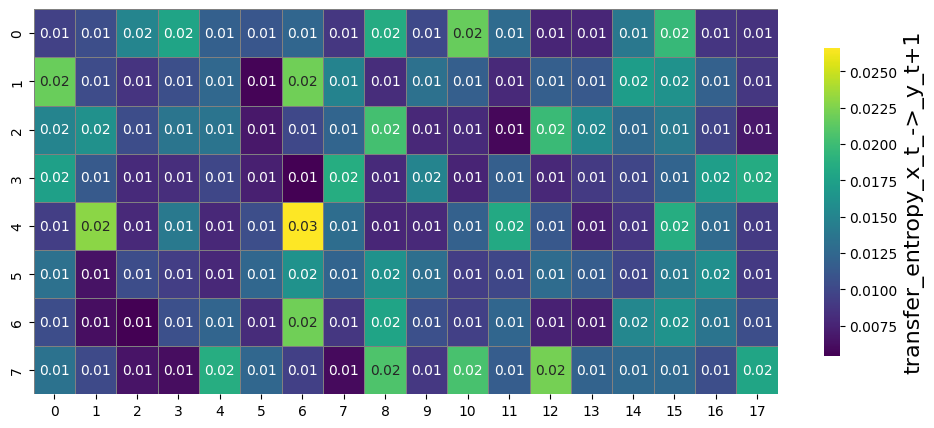 0 0.01 0.01 0.02 0.02 0.01 0.01 0.01 0.01 0.02 0.01 0.02 0.01 0.01 0.01 0.01 0.02 0.01 0.01
1 0.02 0.01 0.01 0.01 0.01 0.01 0.02 0.01 0.01 0.01 0.01 0.01 0.01 0.01 0.02 0.02 0.01 0.01
2 0.02 0.02 0.01 0.01 0.01 0.01 0.01 0.01 0.02 0.01 0.01 0.01 0.02 0.02 0.01 0.01 0.01 0.01
3 0.02 0.01 0.01 0.01 0.01 0.01 0.01 0.02 0.01 0.02 0.01 0.01 0.01 0.01 0.01 0.01 0.02 0.02
4 0.01 0.02 0.01 0.01 0.01 0.01 0.03 0.01 0.01 0.01 0.01 0.02 0.01 0.01 0.01 0.02 0.01 0.01
5 0.01 0.01 0.01 0.01 0.01 0.01 0.02 0.01 0.02 0.01 0.01 0.01 0.01 0.01 0.01 0.01 0.02 0.01
6 0.01 0.01 0.01 0.01 0.01 0.01 0.02 0.01 0.02 0.01 0.01 0.01 0.01 0.01 0.02 0.02 0.01 0.01
7 0.01 0.01 0.01 0.01 0.02 0.01 0.01 0.01 0.02 0.01 0.02 0.01 0.02 0.01 0.01 0.01 0.01 0.02
0 1 2 3 4 5 6 7 8 9 10 11 12 13 14 15 16 17
0.0250
0.0225
0.0200
0.0175
0.0150
0.0125
0.0100
0.0075
transfer_entropy_x_t_->_y_t+1